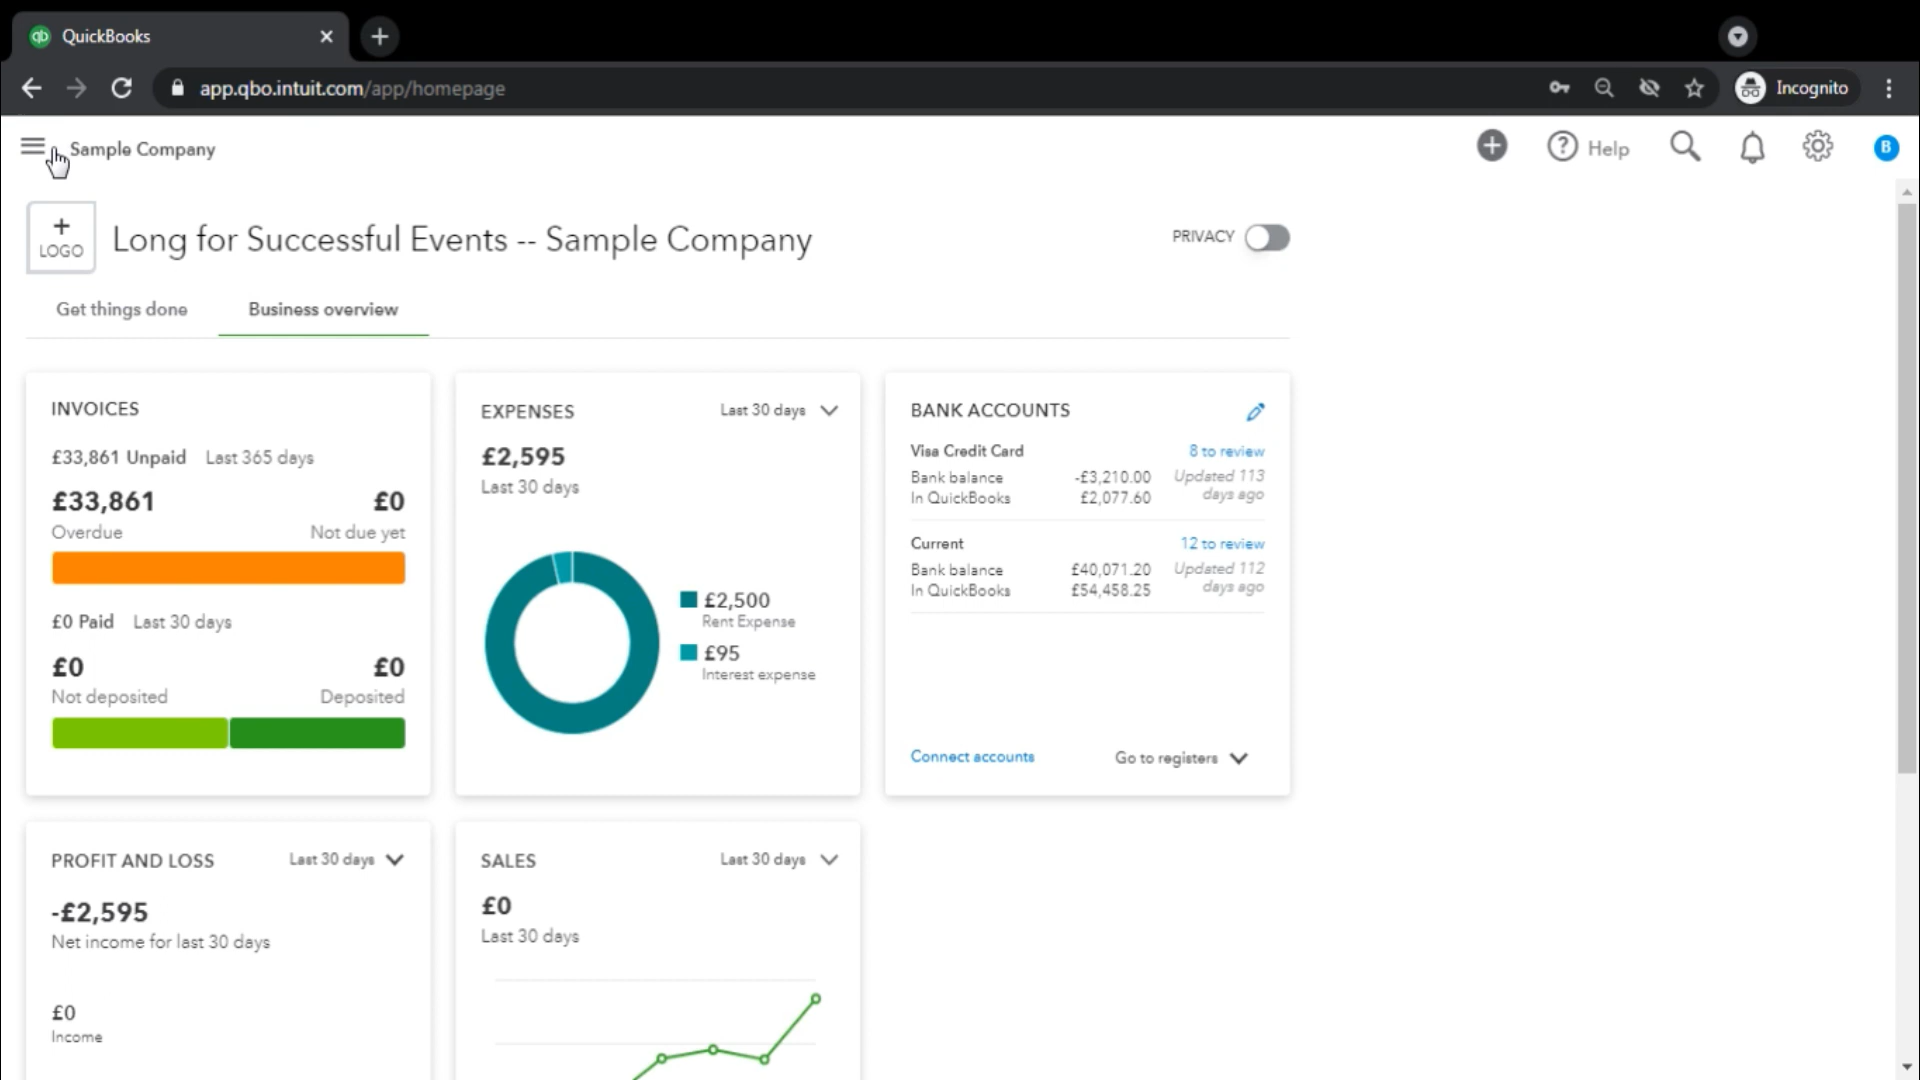 qb QuickBooks
app.qbo.intuit.com/app/homepage
Incognito
Sample Company
Help
B
+
LOGO
Long for Successful Events -- Sample Company
PRIVACY
Get things done
Business overview
INVOICES
£33,861 Unpaid Last 365 days
£33,861 £0
Overdue Not due yet
£0 Paid Last 30 days
£0 £0
Not deposited Deposited
EXPENSES Last 30 days
£2,595
Last 30 days
£2,500
Rent Expense
£95
Interest expense
BANK ACCOUNTS
Visa Credit Card 8 to review
Bank balance -£3,210.00 Updated 113
In QuickBooks £2,077.60 days ago
Current 12 to review
Bank balance £40,071.20 Updated 112
In QuickBooks £54,458.25 days ago
Connect accounts Go to registers
PROFIT AND LOSS Last 30 days
-£2,595
Net income for last 30 days
£0
Income
SALES Last 30 days
£0
Last 30 days